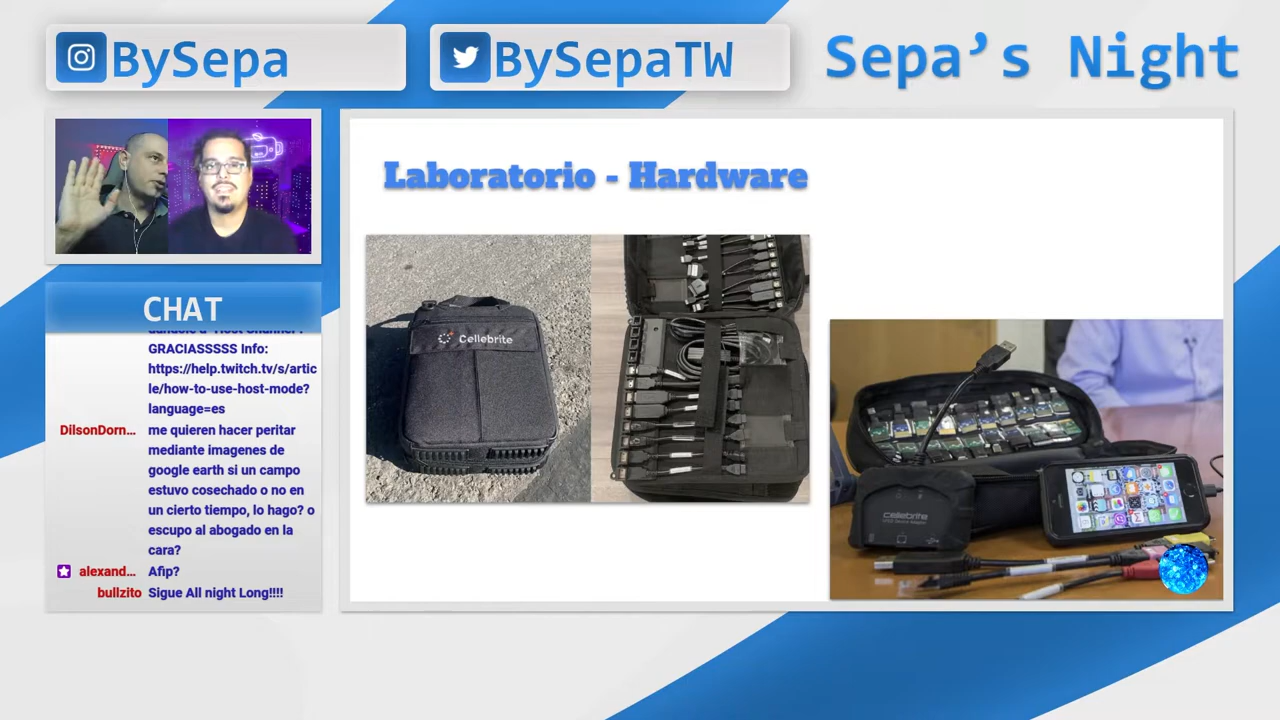 BySepa
BySepaTW
Sepa’s Night
Laboratorio - Hardware
Cellebrite
cellebrite
CHAT
GRACIASSSSS Info:
https://help.twitch.tv/s/artic
le/how-to-use-host-mode?
language=es
DilsonDorn... me quieren hacer peritar
mediante imagenes de
google earth si un campo
estuvo cosechado o no en
un cierto tiempo, lo hago? o
escupo al abogado en la
cara?
alexand... Afip?
bullzito Sigue All night Long!!!!